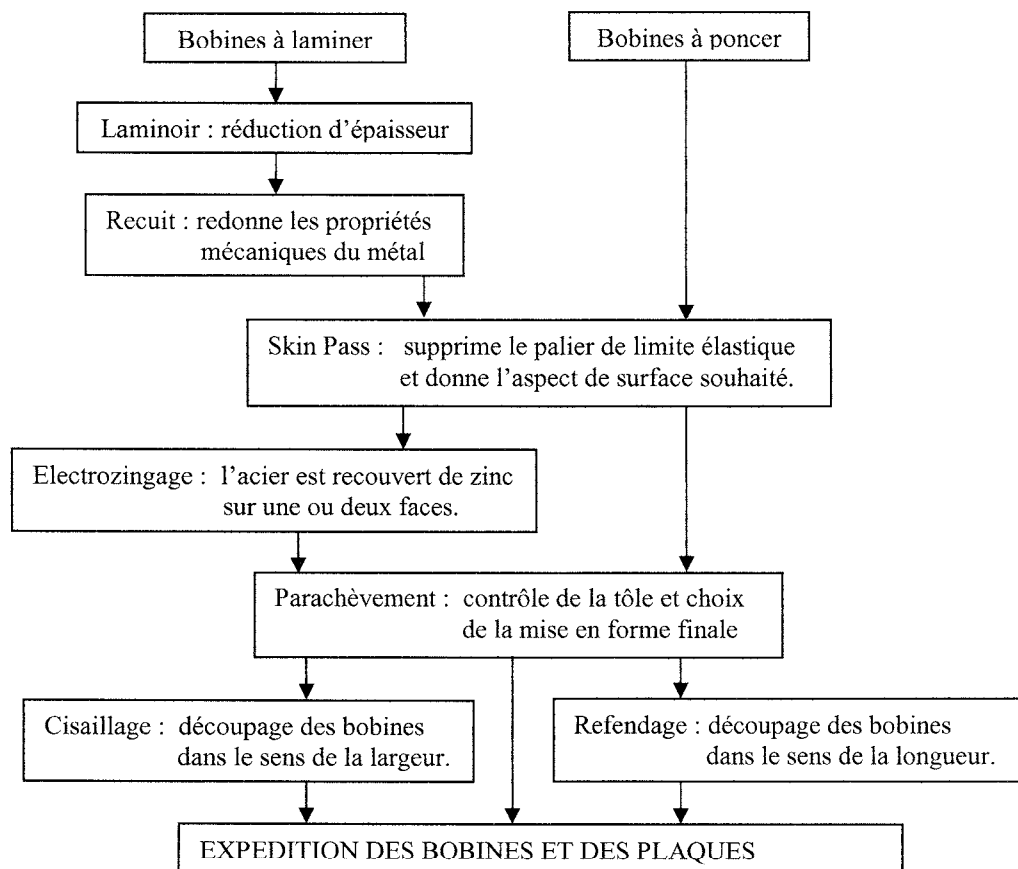 Bobines à laminer
Bobines à poncer
Laminoir : réduction d'épaisseur
Recuit : redonne les propriétés
mécaniques du métal
Skin Pass : supprime le palier de limite élastique
et donne l'aspect de surface souhaité.
Electrozingage : l'acier est recouvert de zinc
sur une ou deux faces.
Parachèvement : contrôle de la tôle et choix
de la mise en forme finale
Cisaillage : découpage des bobines
dans le sens de la largeur.
Refendage : découpage des bobines
dans le sens de la longueur.
EXPEDITION DES BOBINES ET DES PLAQUES